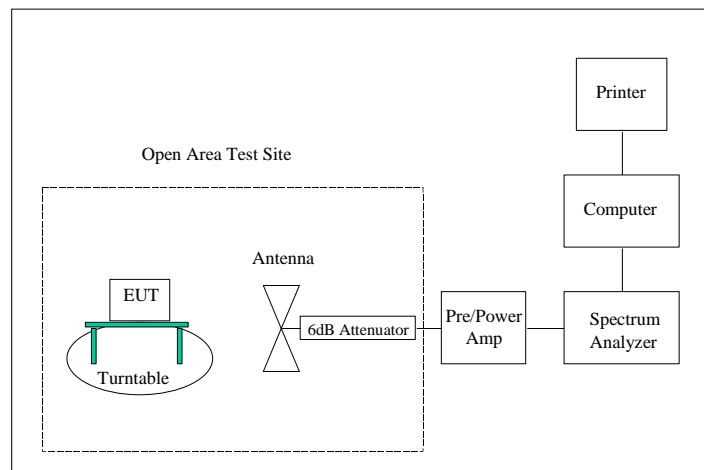 Printer
Open Area Test Site
Computer
Antenna
EUT
6dB Attenuator
Pre/Power
Amp
Spectrum
Analyzer
Turntable